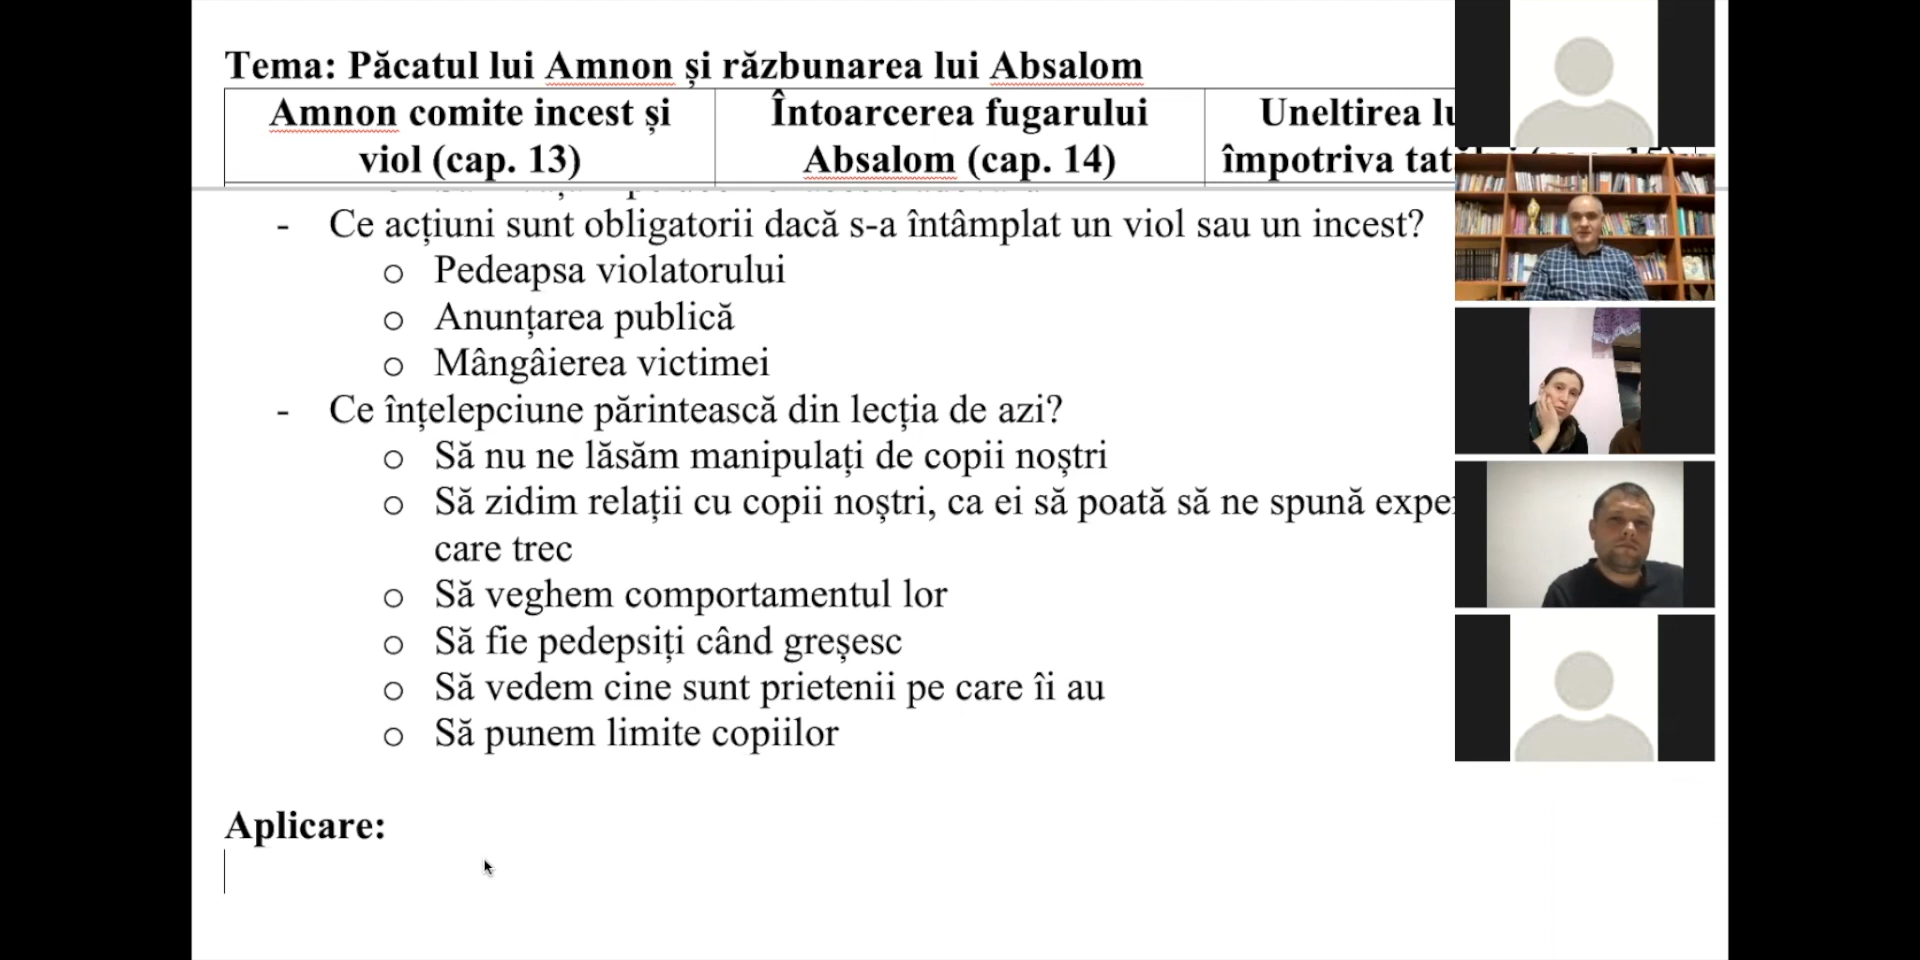 Tema: Păcatul lui Amnon și răzbunarea lui Absalom
Amnon comite incest și
viol (cap. 13)
Întoarcerea fugarului
Absalom (cap. 14)
Uneltirea
împotriva
- Ce acțiuni sunt obligatorii dacă s-a întâmplat un viol sau un incest?
o Pedeapsa violatorului
o Anunțarea publică
o Mângâierea victimei
- Ce înțelepciune părintească din lecția de azi?
o Să nu ne lăsăm manipulați de copii noștri
o Să zidim relații cu copii noștri, ca ei să poată să ne spună
care trec
o Să veghem comportamentul lor
o Să fie pedepsiți când greșesc
o Să vedem cine sunt prietenii pe care îi au
o Să punem limite copiilor
Aplicare: